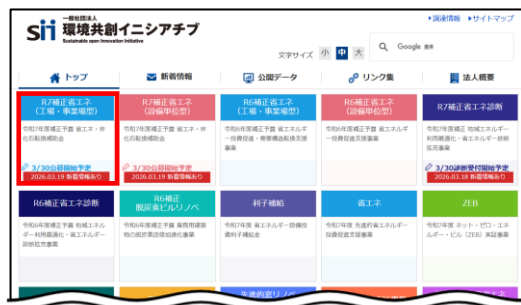 一般社団法人
sii 環境共創イニシアチブ
Sustainable open Innovation Initiative
▸調達情報 ▸サイトマップ
文字サイズ 小 中 大
Google 検索
トップ
新着情報
公開データ
リンク集
法人概要
R7補正省エネ
（工場・事業場型）
令和7年度補正予算 省エネ・非
化石転換補助金
3/30公募開始予定
2026.03.19 新着情報あり
R7補正省エネ
（設備単位型）
令和7年度補正予算 省エネ・非
化石転換補助金
3/30公募開始予定
2026.03.19 新着情報あり
R6補正省エネ
（工場・事業場型）
令和6年度補正予算 省エネルギ
ー投資促進・需要構造転換支援
事業
R6補正省エネ
（設備単位型）
令和6年度補正予算 省エネルギ
ー投資促進支援事業
R7補正省エネ診断
令和7年度補正 地域エネルギー
利用最適化・省エネルギー診断
拡充事業
3/30診断受付開始予定
2026.03.18 新着情報あり
R6補正省エネ診断
令和6年度補正予算 地域エネル
ギー利用最適化・省エネルギー
診断拡充事業
R6補正
脱炭素ビルリノベ
令和6年度補正予算 業務用建築
物の脱炭素改修加速化事業
利子補給
令和7年度 省エネルギー設備投
資利子補給金
省エネ
令和7年度 先進的省エネルギー
投資促進支援事業
ZEB
令和7年度 ネット・ゼロ・エネ
ルギー・ビル（ZEB）実証事業
先進的窓リノベ